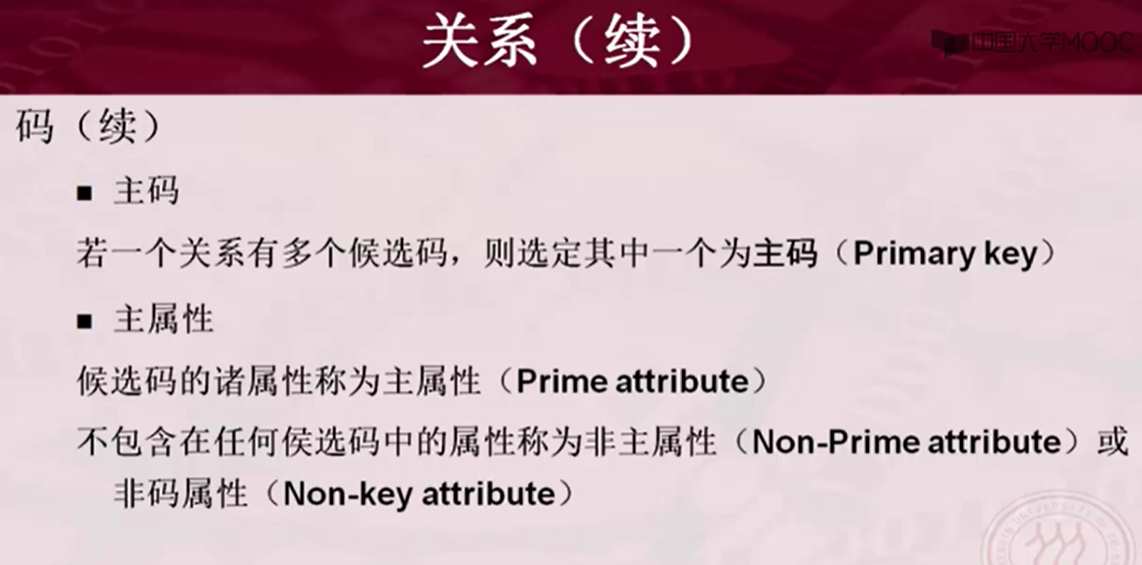 关系（续）
中国大学MOOC
码（续）
■ 主码
若一个关系有多个候选码，则选定其中一个为主码（Primary key）
■ 主属性
候选码的诸属性称为主属性（Prime attribute）
不包含在任何侯选码中的属性称为非主属性（Non-Prime attribute）或
非码属性（Non-key attribute）